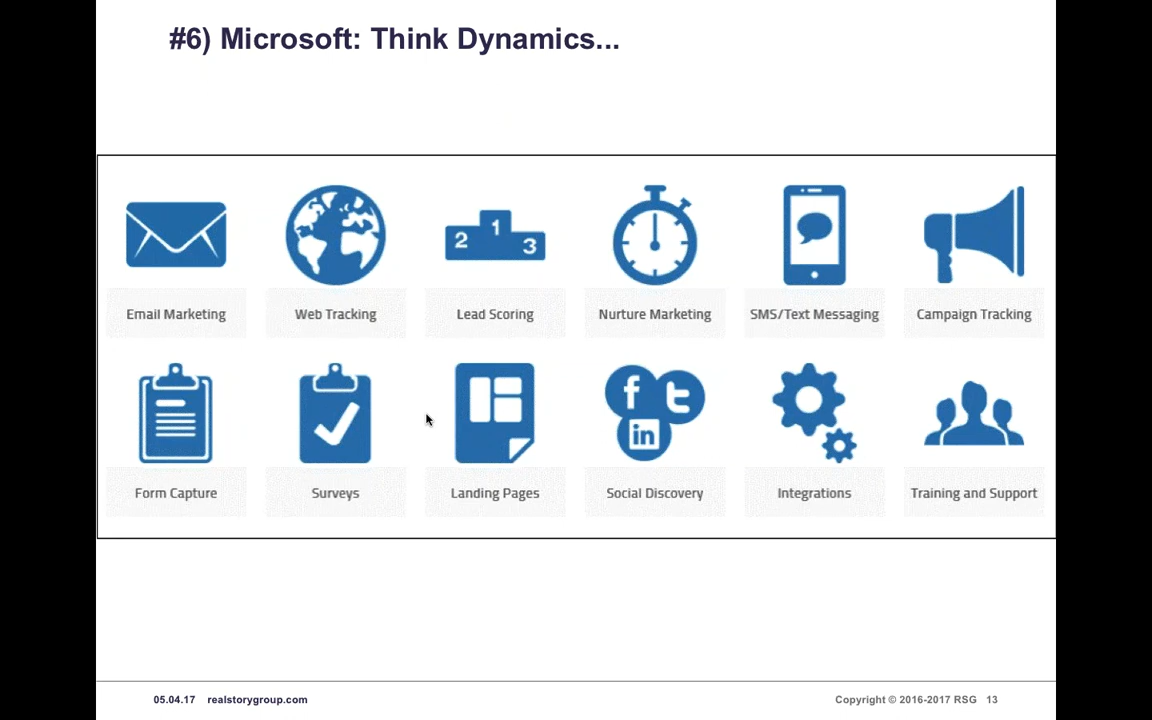 #6) Microsoft: Think Dynamics...
2 1 3
Email Marketing
Web Tracking
Lead Scoring
Nurture Marketing
SMS/Text Messaging
Campaign Tracking
f t in
Form Capture
Surveys
Landing Pages
Social Discovery
Integrations
Training and Support
05.04.17 realstorygroup.com
Copyright © 2016-2017 RSG 13